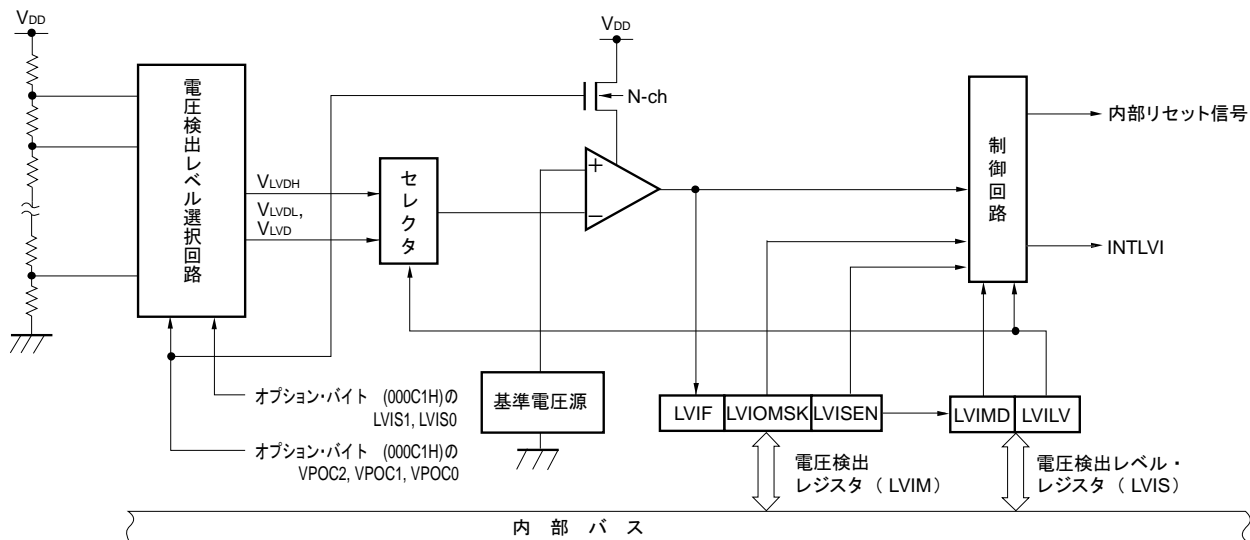 VDD
電圧検出レベル選択回路
VLVDH
VLVDL,
VLVD
セレクタ
VDD
N-ch
+
−
制御回路
内部リセット信号
INTLVI
オプション・バイト (000C1H)の
LVIS1, LVIS0
オプション・バイト (000C1H)の
VPOC2, VPOC1, VPOC0
基準電圧源
LVIF
LVIOMSK
LVISEN
LVIMD
LVILV
電圧検出
レジスタ（LVIM）
電圧検出レベル・
レジスタ（LVIS）
内 部 バ ス